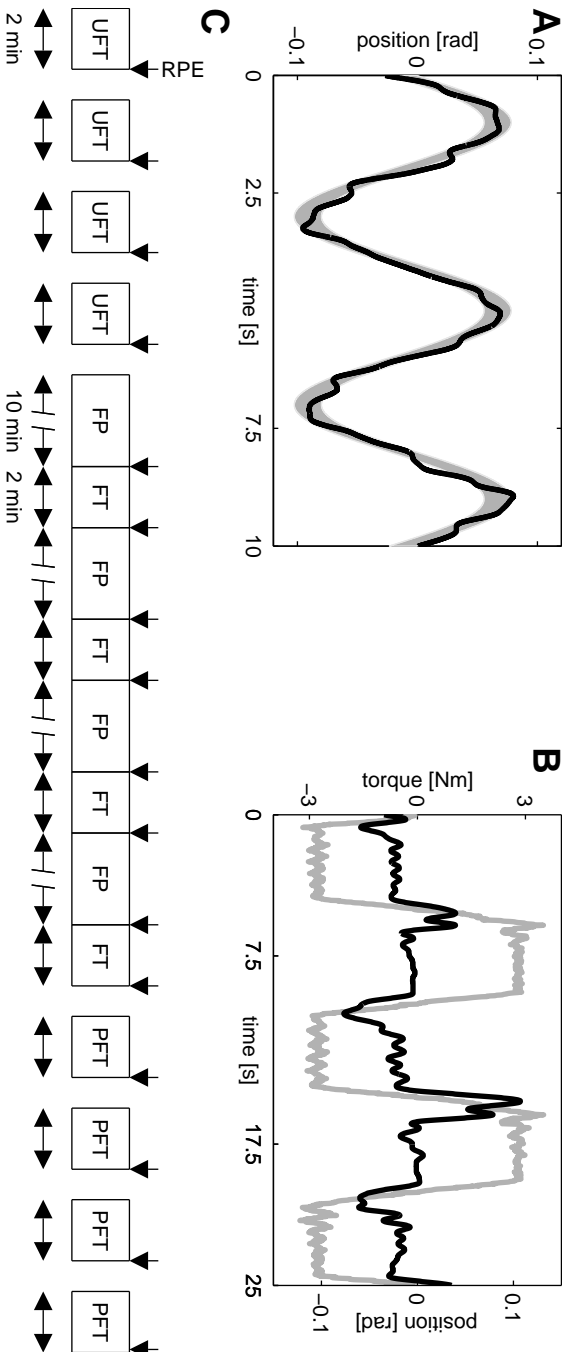 A
position [rad]
0.1
0
−0.1
0
2.5
7.5
10
time [s]
B
torque [Nm]
3
0
−3
0
7.5
17.5
25
time [s]
0.1
0
−0.1
position [rad]
C
RPE
UFT UFT UFT UFT FP FT FP FT FP FT FP FT PFT PFT PFT PFT
2 min 10 min 2 min